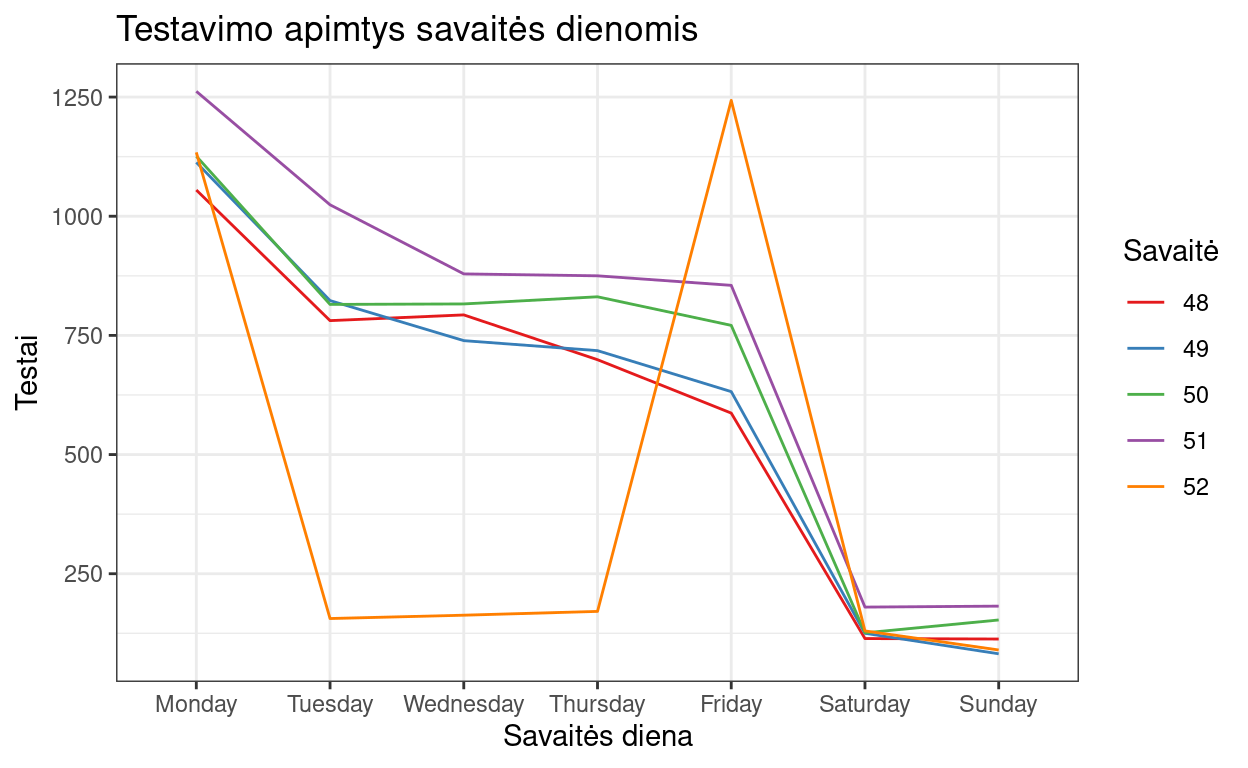 Testavimo apimtys savaitės dienomis
1250
1000
750
500
250
Testai
Monday Tuesday Wednesday Thursday Friday Saturday Sunday
Savaitės diena
Savaitė
48
49
50
51
52